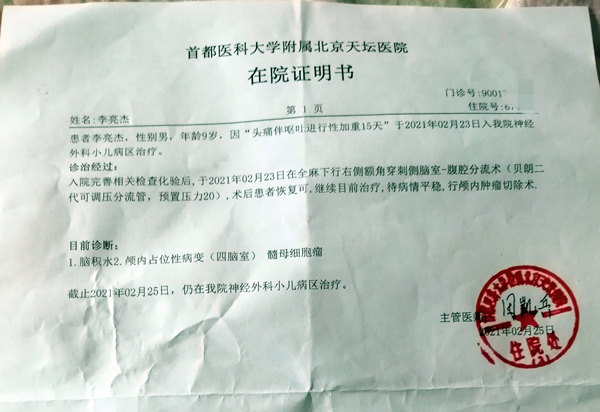 首都医科大学附属北京天坛医院
在院证明书
门诊号:90017
姓名:李亮杰
第 1 页
住院号:67
患者李亮杰，性别男，年龄9岁，因“头痛伴呕吐进行性加重15天”于2021年02月23日入我院神经
外科小儿病区治疗。
诊治经过:
入院完善相关检查化验后,于2021年02月23日在全麻下行右侧额角穿刺侧脑室-腹腔分流术（贝朗二
代可调压分流管，预置压力20）,术后患者恢复可,继续目前治疗,待病情平稳,行颅内肿瘤切除术.
目前诊断:
1.脑积水2.颅内占位性病变（四脑室） 髓母细胞瘤
截止2021年02月25日，仍在我院神经外科小儿病区治疗。
主管医师:
2021年02月25日
住院处